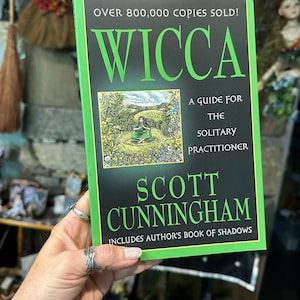 OVER 800,000 COPIES SOLD!
WICCA
A GUIDE FOR
THE
SOLITARY
PRACTITIONER
SCOTT
CUNNINGHAM
INCLUDES AUTHOR'S BOOK OF SHADOWS